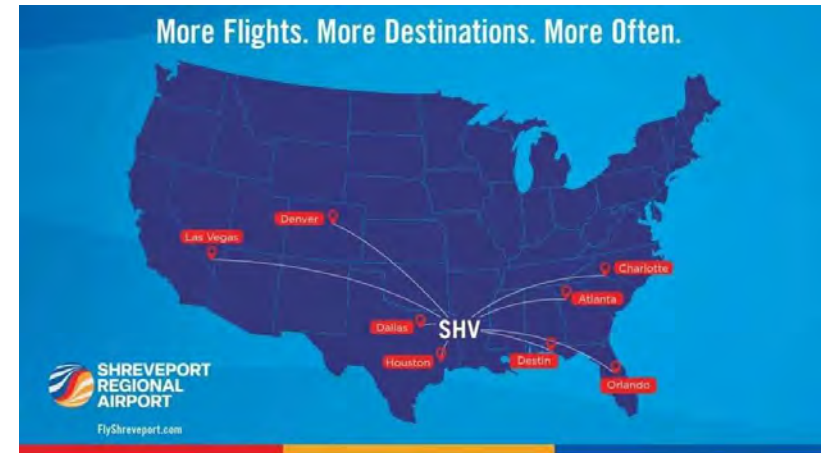 More Flights. More Destinations. More Often.
Denver
Las Vegas
Charlotte
Atlanta
Dallas
SHV
Houston
Destin
Orlando
SHREVEPORT
REGIONAL
AIRPORT
FlyShreveport.com